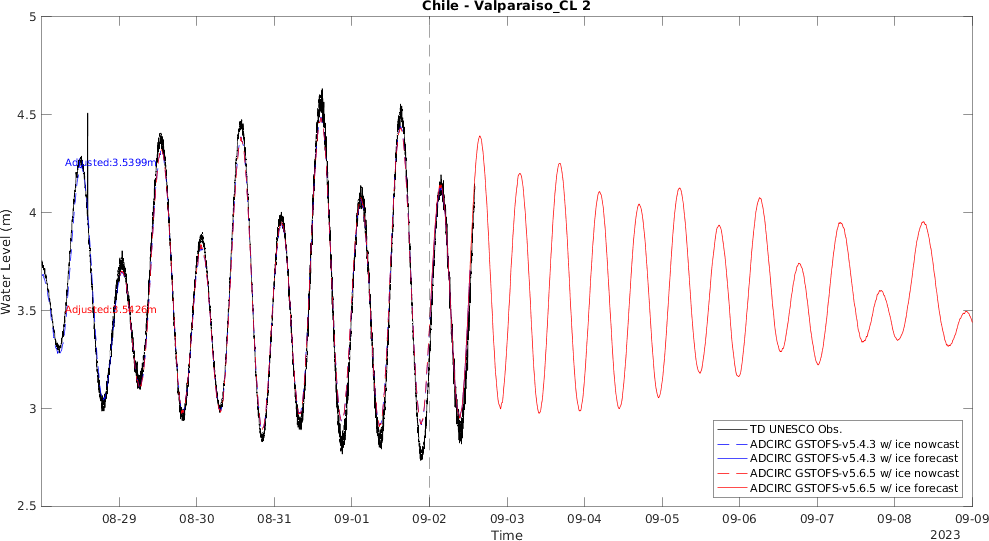 Chile - Valparaiso_CL 2
5
4.5
4
3.5
3
2.5
Water Level (m)
Adjusted:3.5399m
Adjusted:3.5426m
TD UNESCO Obs.
ADCIRC GSTOFS-v5.4.3 w/ ice nowcast
ADCIRC GSTOFS-v5.4.3 w/ ice forecast
ADCIRC GSTOFS-v5.6.5 w/ ice nowcast
ADCIRC GSTOFS-v5.6.5 w/ ice forecast
08-29 08-30 08-31 09-01 09-02 09-03 09-04 09-05 09-06 09-07 09-08 09-09
Time
2023